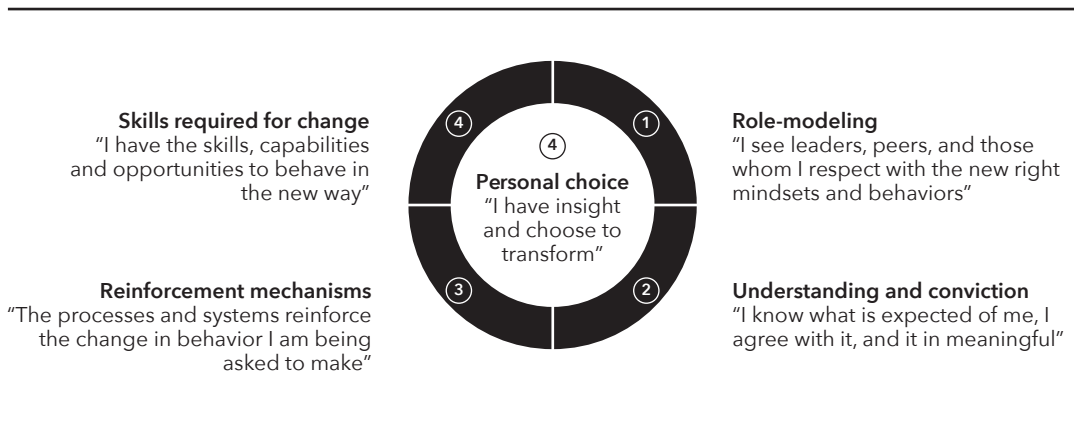 Skills required for change
“I have the skills, capabilities
and opportunities to behave in
the new way”
4
1
Role-modeling
“I see leaders, peers, and those
whom I respect with the new right
mindsets and behaviors”
4
Personal choice
“I have insight
and choose to
transform”
Reinforcement mechanisms
“The processes and systems reinforce
the change in behavior I am being
asked to make”
3
2
Understanding and conviction
“I know what is expected of me, I
agree with it, and it in meaningful”